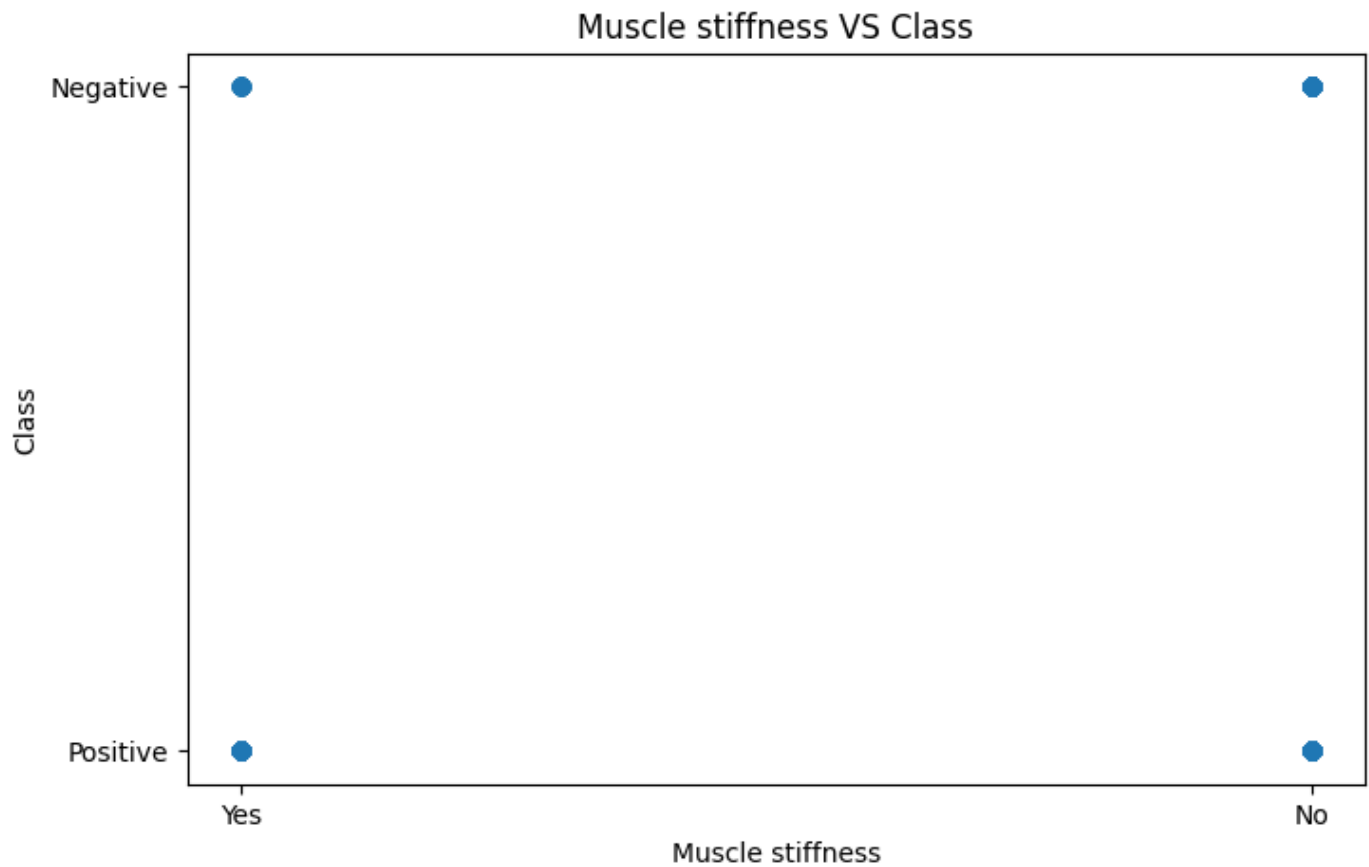 Muscle stiffness VS Class
Negative
Class
Positive
Yes
No
Muscle stiffness